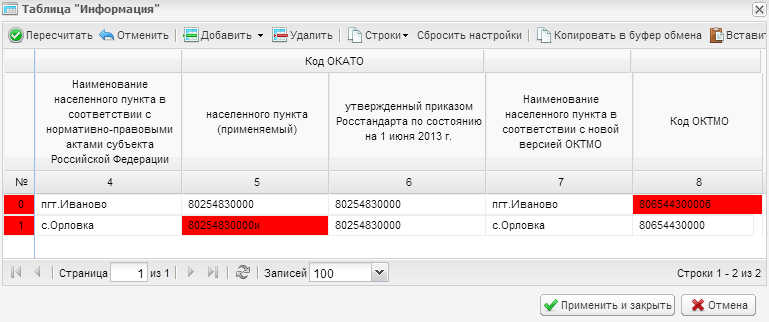 Таблица "Информация"
Пересчитать Отменить Добавить Удалить Строки Сбросить настройки Копировать в буфер обмена Вставит
Код ОКАТО
Наименование
населенного пункта в
соответствии с
нормативно-правовыми
актами субъекта
Российской Федерации
населенного пункта
(применяемый)
утвержденный приказом
Росстандарта по состоянию
на 1 июня 2013 г.
Наименование
населенного пункта в
соответствии с новой
версией ОКТМО
Код ОКТМО
№ 4 5 6 7 8
0 пгт.Иваново 80254830000 80254830000 пгт.Иваново 80654430000б
1 с.Орловка 80254830000и 80254830000 с.Орловка 80654430000
Страница 1 из 1 Записей 100 Строки 1 - 2 из 2
Применить и закрыть Отмена